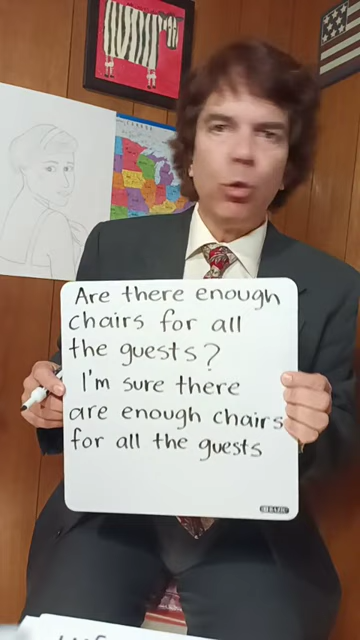 Are there enough
chairs for all
the guests?
I'm sure there
are enough chairs
for all the guests